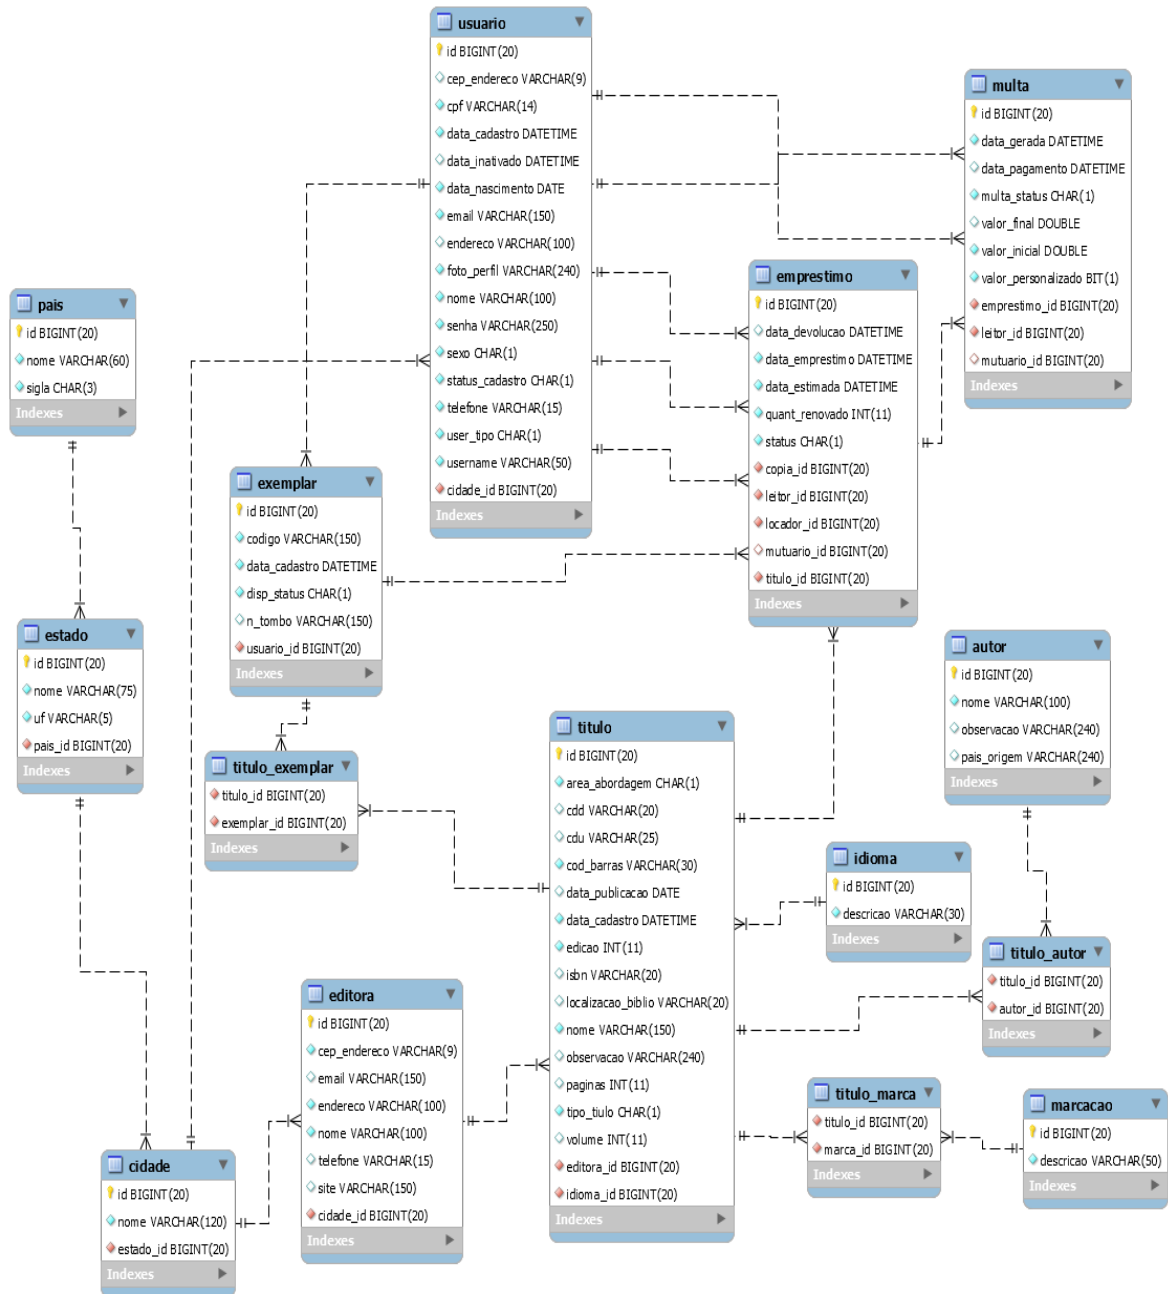 usuario
id BIGINT(20)
cep_endereco VARCHAR(9)
cpf VARCHAR(14)
data_cadastro DATETIME
data_inativado DATETIME
data_nascimento DATE
email VARCHAR(150)
endereco VARCHAR(100)
foto_perfil VARCHAR(240)
nome VARCHAR(100)
senha VARCHAR(250)
sexo CHAR(1)
status_cadastro CHAR(1)
telefone VARCHAR(15)
user_tipo CHAR(1)
username VARCHAR(50)
cidade_id BIGINT(20)
Indexes
multa
id BIGINT(20)
data_gerada DATETIME
data_pagamento DATETIME
multa_status CHAR(1)
valor_final DOUBLE
valor_inicial DOUBLE
valor_personalizado BIT(1)
emprestimo_id BIGINT(20)
leitor_id BIGINT(20)
mutuario_id BIGINT(20)
Indexes
emprestimo
id BIGINT(20)
data_devolucao DATETIME
data_emprestimo DATETIME
data_estimada DATETIME
quant_renovado INT(11)
status CHAR(1)
copia_id BIGINT(20)
leitor_id BIGINT(20)
locador_id BIGINT(20)
mutuario_id BIGINT(20)
titulo_id BIGINT(20)
Indexes
pais
id BIGINT(20)
nome VARCHAR(60)
sigla CHAR(3)
Indexes
exemplar
id BIGINT(20)
codigo VARCHAR(150)
data_cadastro DATETIME
disp_status CHAR(1)
n_tombo VARCHAR(150)
usuario_id BIGINT(20)
Indexes
estado
id BIGINT(20)
nome VARCHAR(75)
uf VARCHAR(5)
pais_id BIGINT(20)
Indexes
autor
id BIGINT(20)
nome VARCHAR(100)
observacao VARCHAR(240)
pais_origem VARCHAR(240)
Indexes
titulo_exemplar
titulo_id BIGINT(20)
exemplar_id BIGINT(20)
Indexes
titulo
id BIGINT(20)
area_abordagem CHAR(1)
cdd VARCHAR(20)
cdu VARCHAR(25)
cod_barras VARCHAR(30)
data_publicacao DATE
data_cadastro DATETIME
edicao INT(11)
isbn VARCHAR(20)
localizacao_biblio VARCHAR(20)
nome VARCHAR(150)
observacao VARCHAR(240)
paginas INT(11)
tipo_tiulo CHAR(1)
volume INT(11)
editora_id BIGINT(20)
idioma_id BIGINT(20)
Indexes
idioma
id BIGINT(20)
descricao VARCHAR(30)
Indexes
titulo_autor
titulo_id BIGINT(20)
autor_id BIGINT(20)
Indexes
editora
id BIGINT(20)
cep_endereco VARCHAR(9)
email VARCHAR(150)
endereco VARCHAR(100)
nome VARCHAR(100)
telefone VARCHAR(15)
site VARCHAR(150)
cidade_id BIGINT(20)
Indexes
titulo_marca
titulo_id BIGINT(20)
marca_id BIGINT(20)
Indexes
marcacao
id BIGINT(20)
descricao VARCHAR(50)
Indexes
cidade
id BIGINT(20)
nome VARCHAR(120)
estado_id BIGINT(20)
Indexes